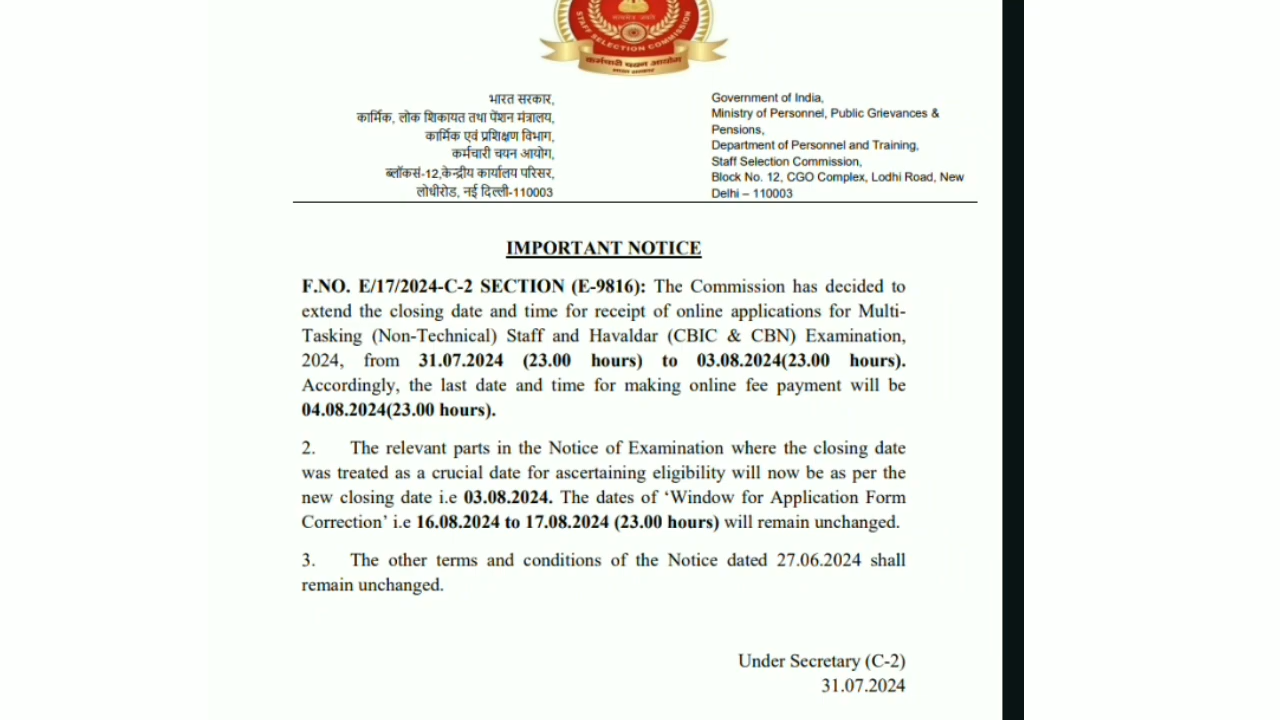 STAFF SELECTION COMMISSION
कर्मचारी चयन आयोग
भारत सरकार
भारत सरकार,
कार्मिक, लोक शिकायत तथा पेंशन मंत्रालय,
कार्मिक एवं प्रशिक्षण विभाग,
कर्मचारी चयन आयोग,
ब्लॉकसं-12,केन्द्रीय कार्यालय परिसर,
लोधीरोड, नई दिल्ली-110003
Government of India,
Ministry of Personnel, Public Grievances &
Pensions,
Department of Personnel and Training,
Staff Selection Commission,
Block No. 12, CGO Complex, Lodhi Road, New
Delhi – 110003
IMPORTANT NOTICE
F.NO. E/17/2024-C-2 SECTION (E-9816): The Commission has decided to
extend the closing date and time for receipt of online applications for Multi-
Tasking (Non-Technical) Staff and Havaldar (CBIC & CBN) Examination,
2024, from 31.07.2024 (23.00 hours) to 03.08.2024(23.00 hours).
Accordingly, the last date and time for making online fee payment will be
04.08.2024(23.00 hours).
2. The relevant parts in the Notice of Examination where the closing date
was treated as a crucial date for ascertaining eligibility will now be as per the
new closing date i.e 03.08.2024. The dates of ‘Window for Application Form
Correction’ i.e 16.08.2024 to 17.08.2024 (23.00 hours) will remain unchanged.
3. The other terms and conditions of the Notice dated 27.06.2024 shall
remain unchanged.
Under Secretary (C-2)
31.07.2024